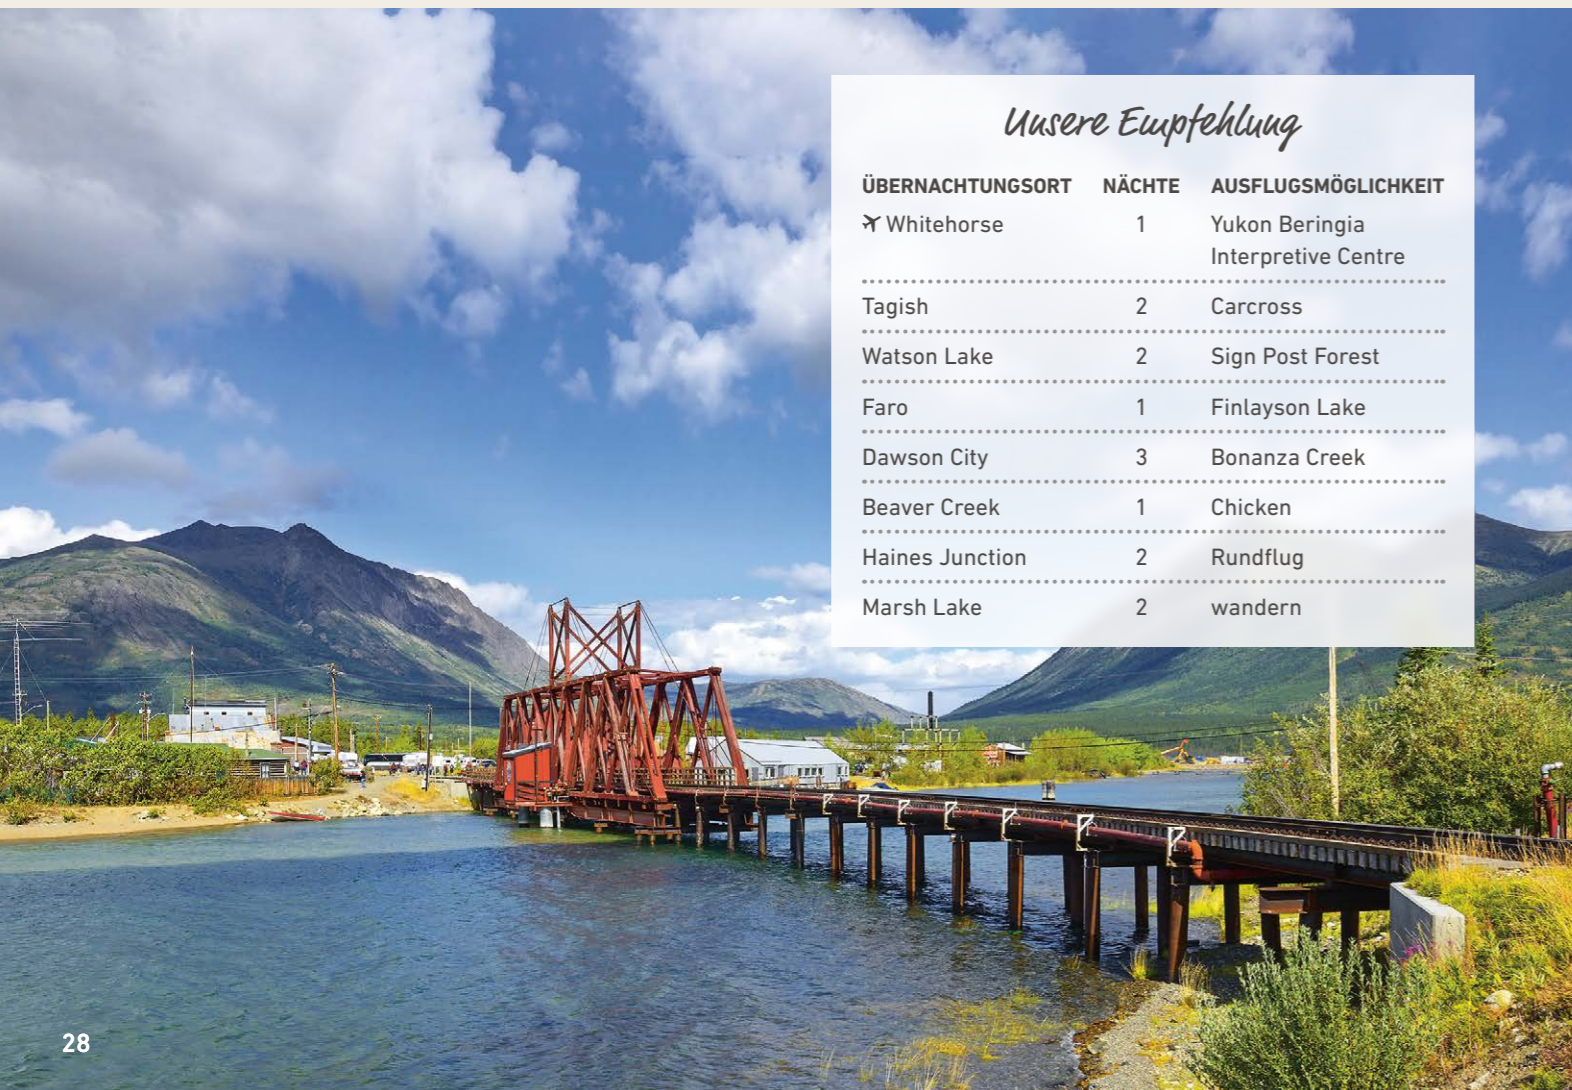 Unsere Empfehlung
ÜBERNACHTUNGSORT NÄCHTE AUSFLUGSMÖGLICHKEIT
Whitehorse 1 Yukon Beringia
Interpretive Centre
Tagish 2 Carcross
Watson Lake 2 Sign Post Forest
Faro 1 Finlayson Lake
Dawson City 3 Bonanza Creek
Beaver Creek 1 Chicken
Haines Junction 2 Rundflug
Marsh Lake 2 wandern
28